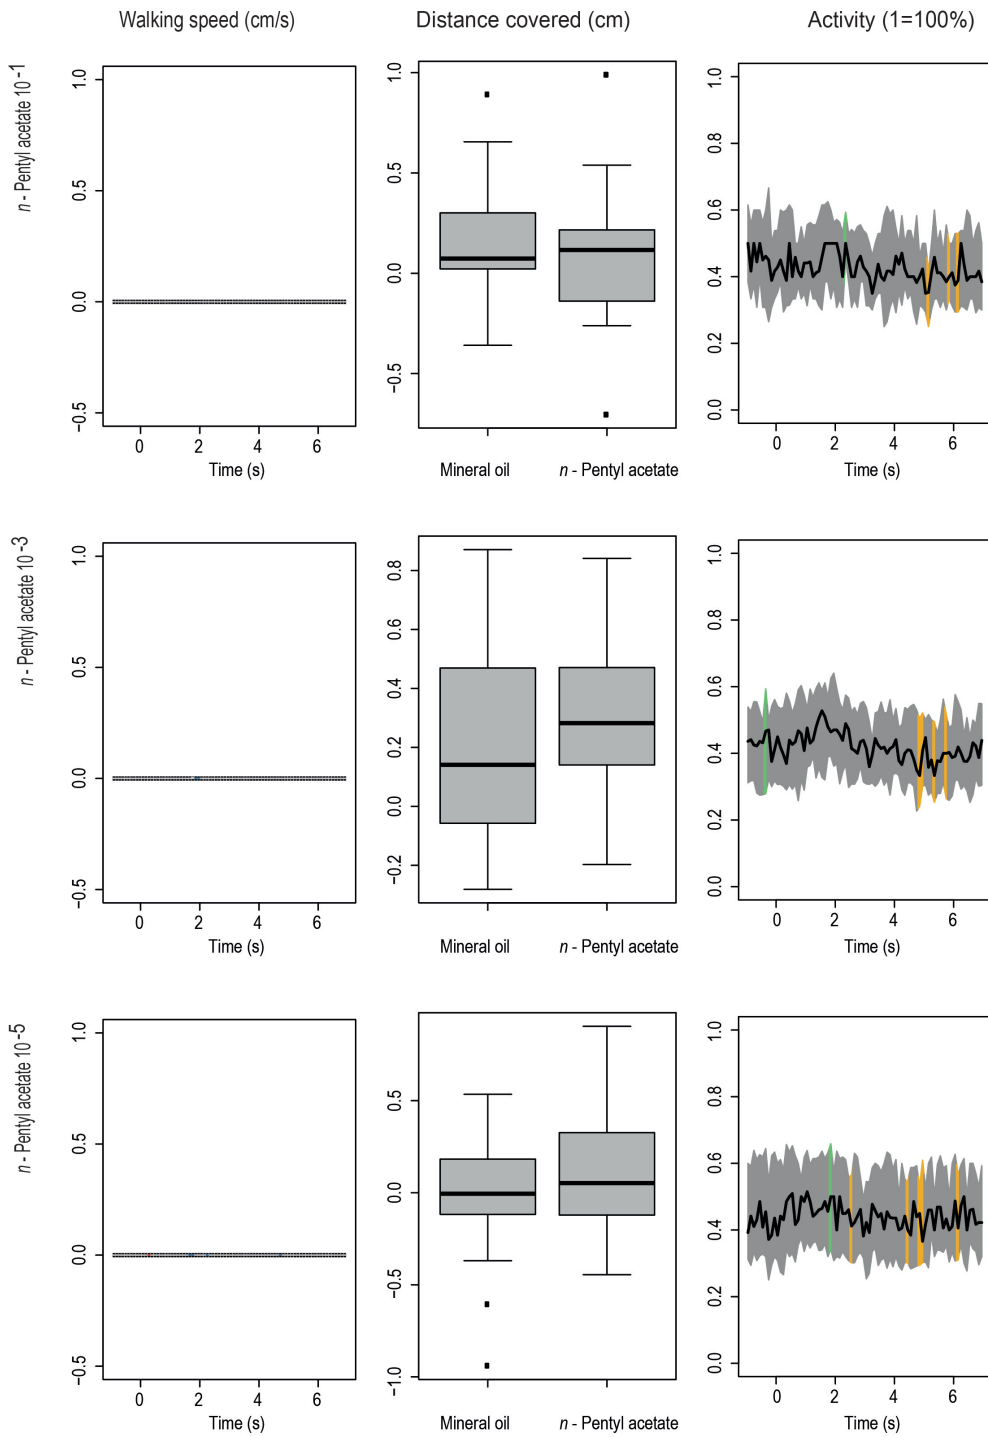 Walking speed (cm/s) Distance covered (cm) Activity (1=100%)
n - Pentyl acetate 10-1
1.0
0.5
0.0
−0.5
0 2 4 6
Time (s)
1.0
0.5
0.0
−0.5
Mineral oil n - Pentyl acetate
1.0
0.8
0.6
0.4
0.2
0.0
0 2 4 6
Time (s)
n - Pentyl acetate 10-3
1.0
0.5
0.0
−0.5
0 2 4 6
Time (s)
0.8
0.6
0.4
0.2
0.0
−0.2
Mineral oil n - Pentyl acetate
1.0
0.8
0.6
0.4
0.2
0.0
0 2 4 6
Time (s)
n - Pentyl acetate 10-5
1.0
0.5
0.0
−0.5
0 2 4 6
Time (s)
0.5
0.0
−0.5
−1.0
Mineral oil n - Pentyl acetate
1.0
0.8
0.6
0.4
0.2
0.0
0 2 4 6
Time (s)